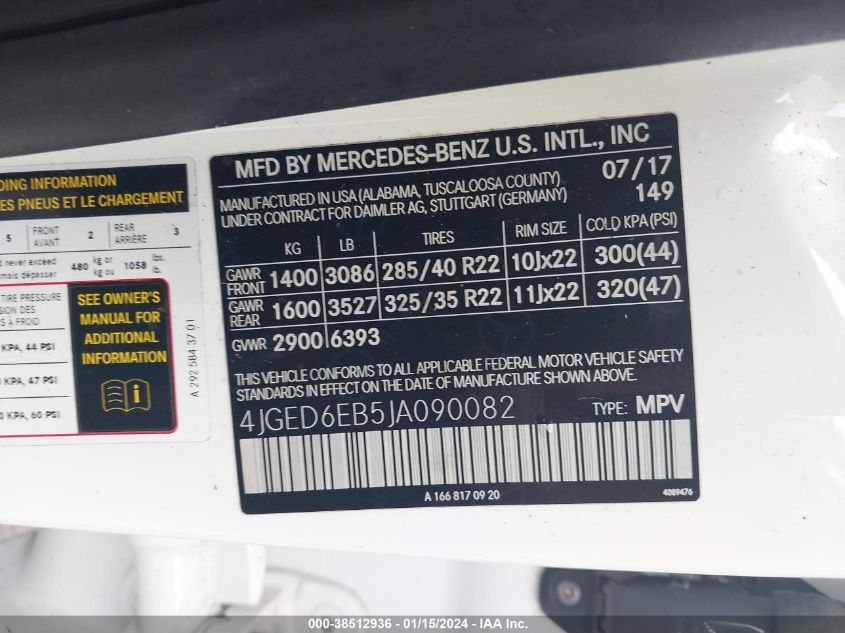 DING INFORMATION
ES PNEUS ET LE CHARGEMENT
5 FRONT AVANT 2 REAR ARRIÈRE 3
d never exceed
mais dépasser 480 kg or kg ou 1058 lbs. lb.
TIRE PRESSURE
SION DES
À FROID
KPA, 44 PSI
KPA, 47 PSI
0 KPA, 60 PSI
SEE OWNER'S
MANUAL FOR
ADDITIONAL
INFORMATION
A 292 584 37 01
MFD BY MERCEDES-BENZ U.S. INTL., INC
MANUFACTURED IN USA (ALABAMA, TUSCALOOSA COUNTY) 07/17
UNDER CONTRACT FOR DAIMLER AG, STUTTGART (GERMANY) 149
KG LB TIRES RIM SIZE COLD KPA (PSI)
GAWR FRONT 1400 3086 285/40 R22 10Jx22 300(44)
GAWR REAR 1600 3527 325/35 R22 11Jx22 320(47)
GVWR 2900 6393
THIS VEHICLE CONFORMS TO ALL APPLICABLE FEDERAL MOTOR VEHICLE SAFETY
STANDARDS IN EFFECT ON THE DATE OF MANUFACTURE SHOWN ABOVE.
4JGED6EB5JA090082 TYPE: MPV
A 166 817 09 20 4089476
000-38512936 - 01/15/2024 - IAA Inc.